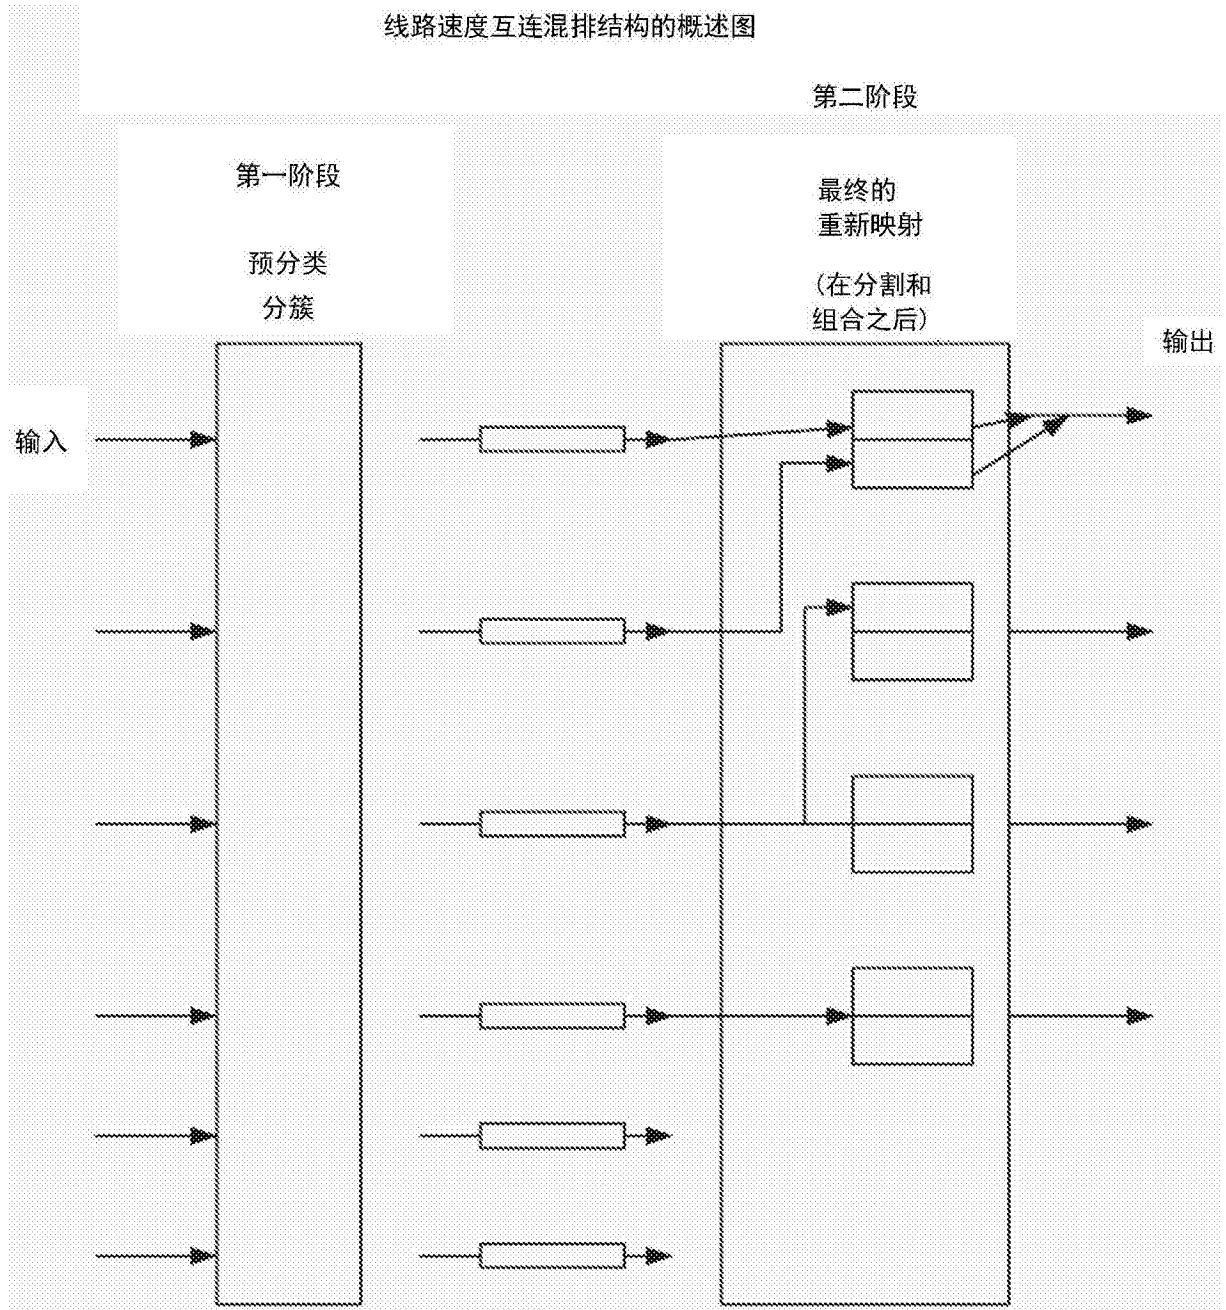 线路速度互连混排结构的概述图
第二阶段
第一阶段
预分类
分簇
最终的
重新映射
(在分割和
组合之后)
输出
输入